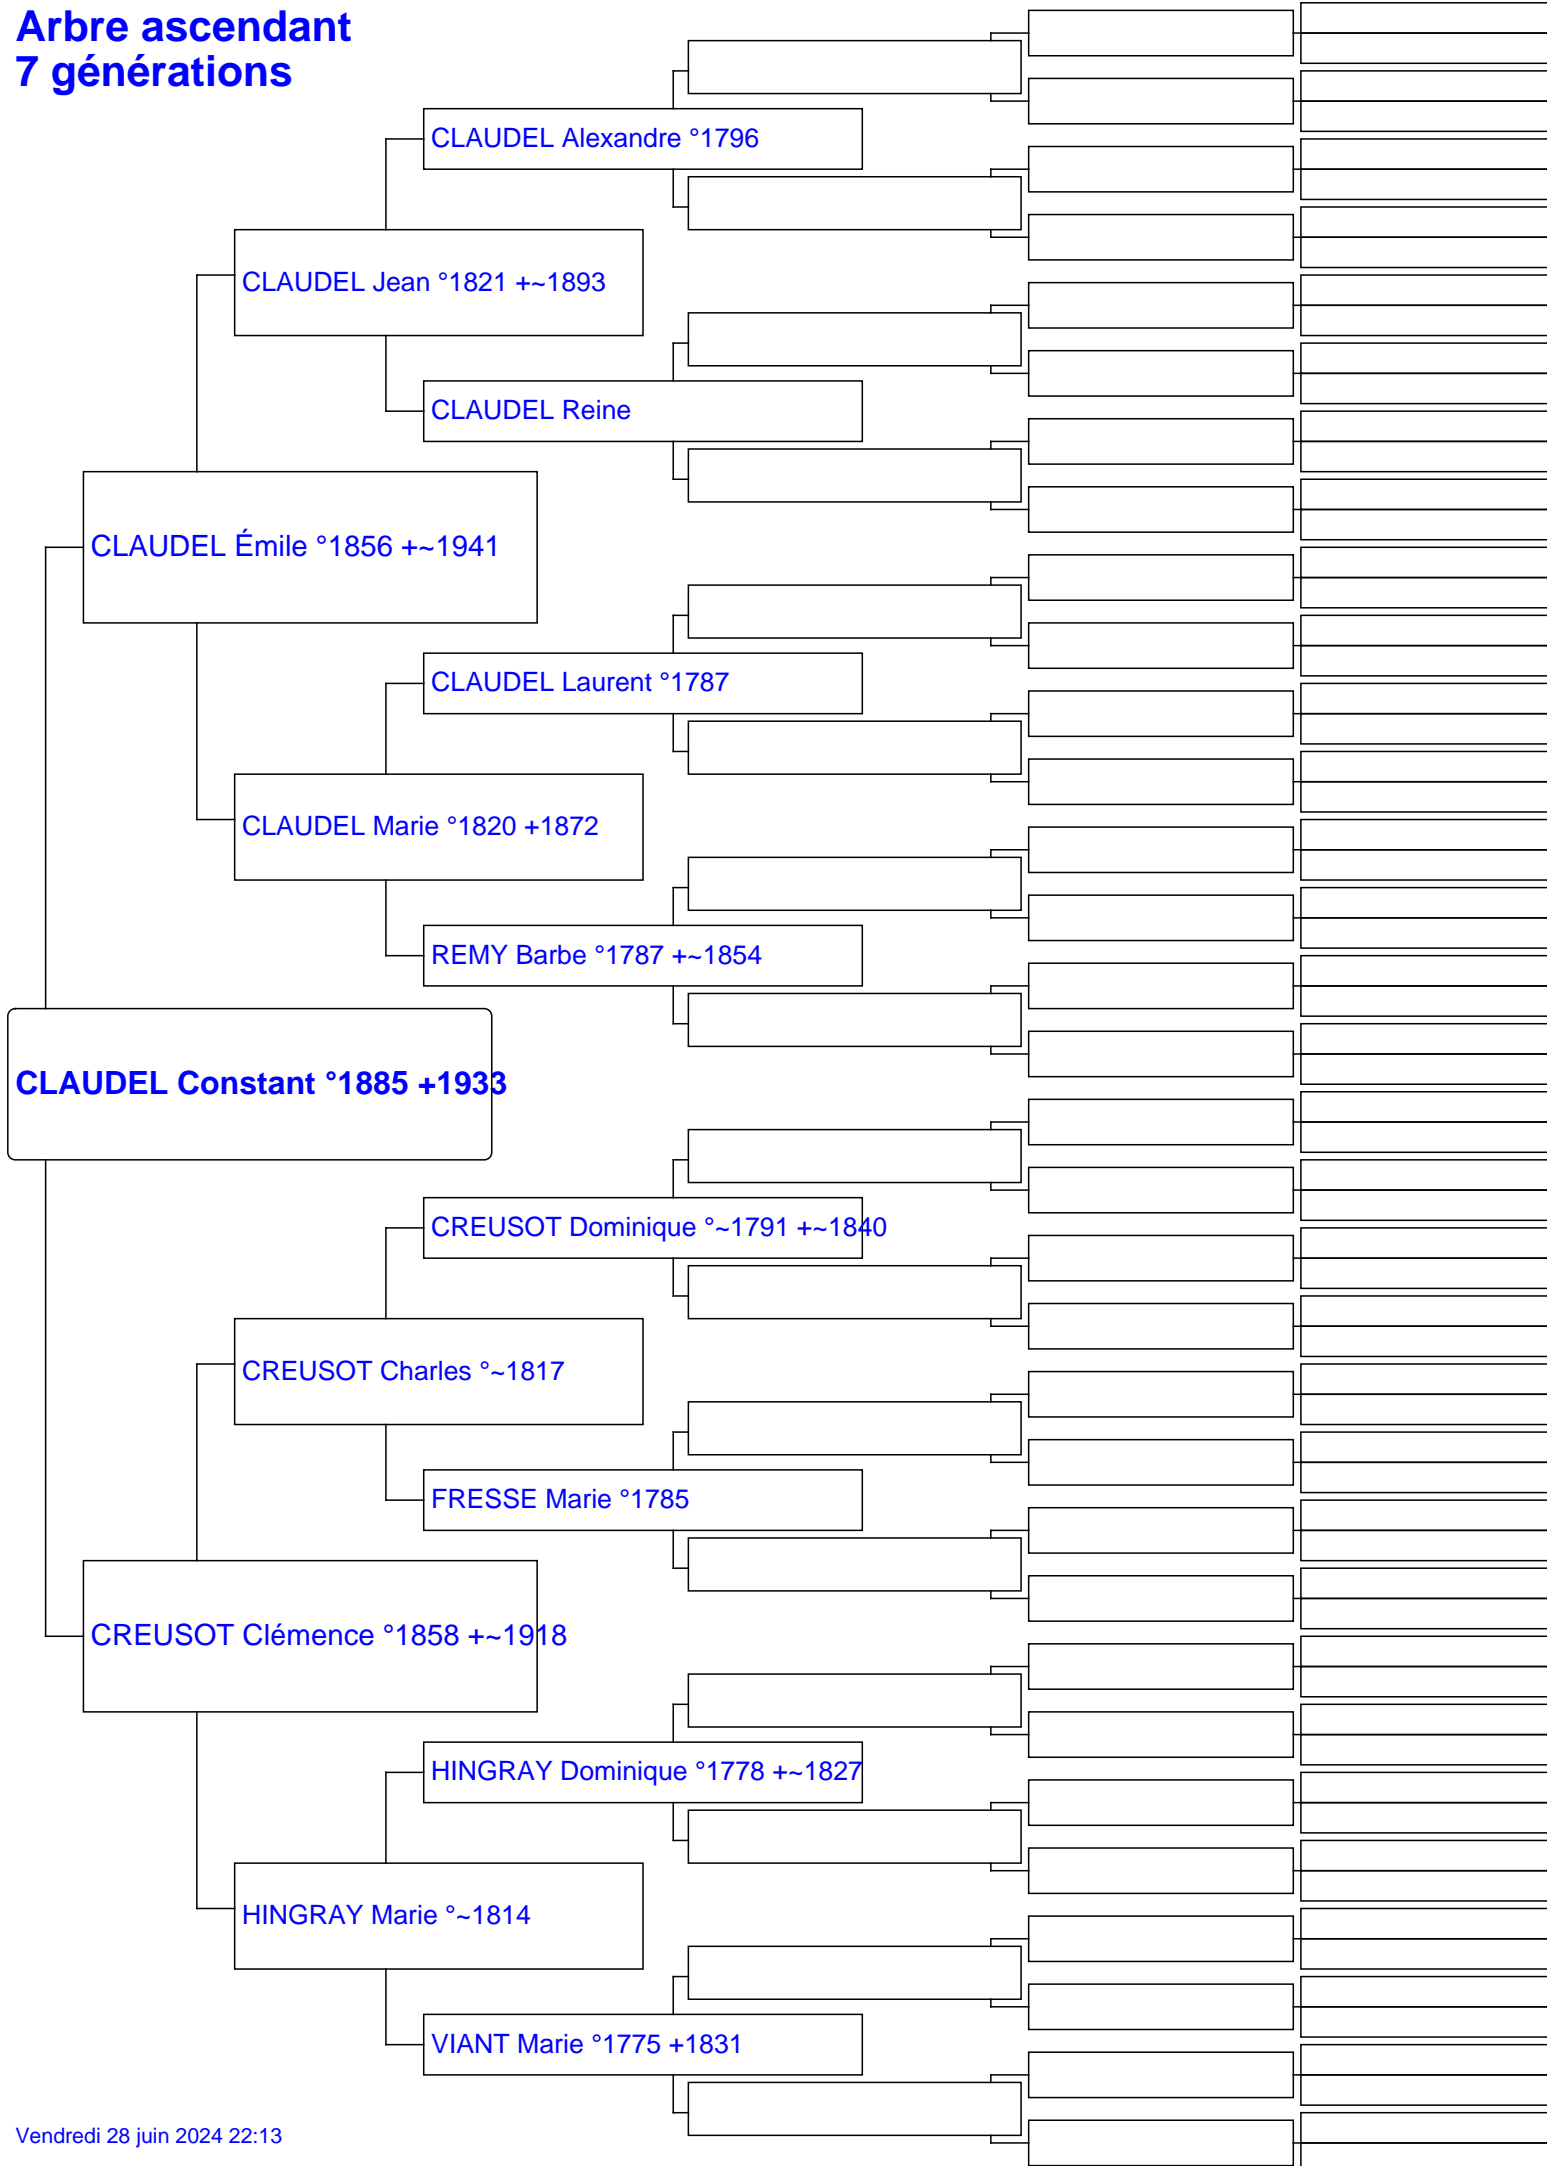 Arbre ascendant
7 générations
CLAUDEL Alexandre °1796
CLAUDEL Jean °1821 +~1893
CLAUDEL Reine
CLAUDEL Émile °1856 +~1941
CLAUDEL Laurent °1787
CLAUDEL Marie °1820 +1872
REMY Barbe °1787 +~1854
CLAUDEL Constant °1885 +1933
CREUSOT Dominique °~1791 +~1840
CREUSOT Charles °~1817
FRESSE Marie °1785
CREUSOT Clémence °1858 +~1918
HINGRAY Dominique °1778 +~1827
HINGRAY Marie °~1814
VIANT Marie °1775 +1831
Vendredi 28 juin 2024 22:13